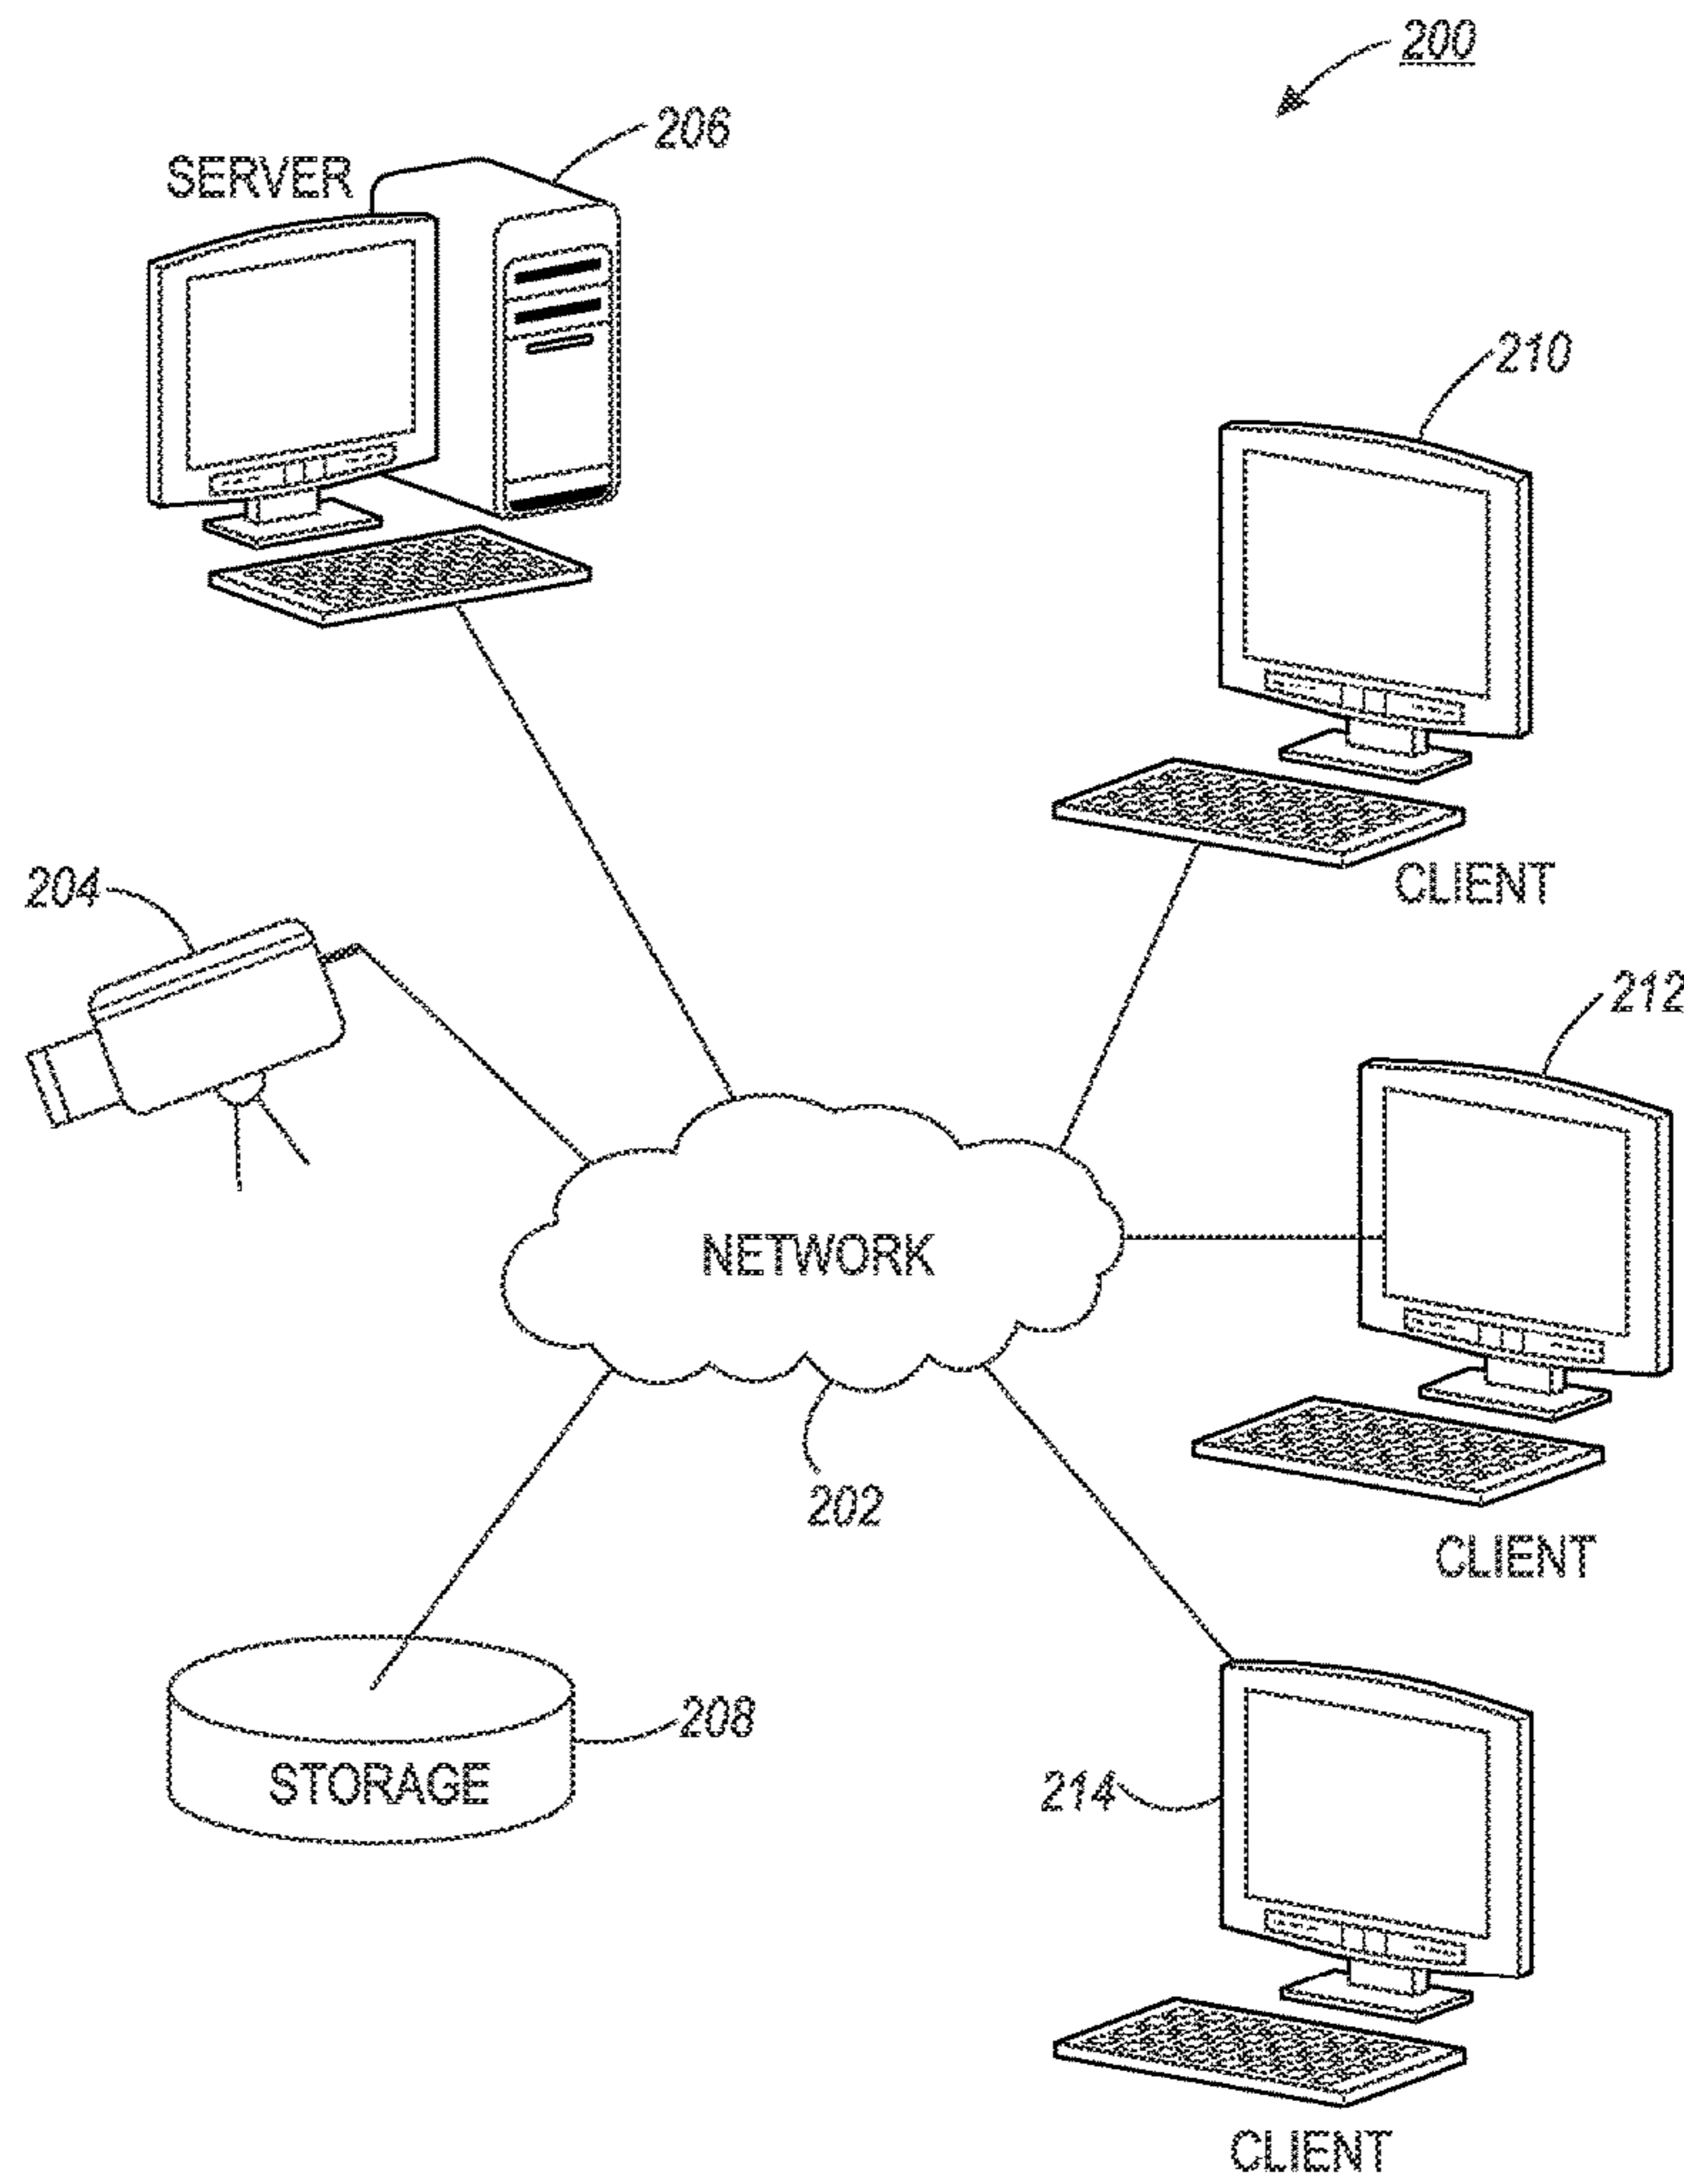 200
206
SERVER
210
CLIENT
204
212
NETWORK
202
CLIENT
208
STORAGE
214
CLIENT